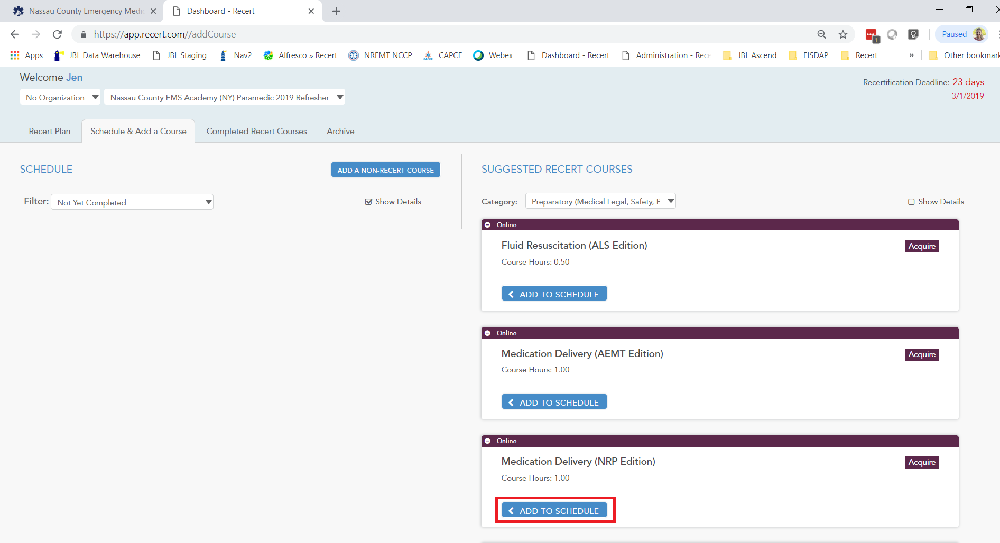 Nassau County Emergency Medic
Dashboard - Recert
https://app.recert.com//addCourse
1
Paused
Apps
JBL Data Warehouse
JBL Staging
Nav2
Alfresco » Recert
NREMT NCCP
CAPCE
CAPCE
Webex
Dashboard - Recert
Administration - Rece
JBL Ascend
FISDAP
Recert
»
Other bookmark
Welcome Jen
Recertification Deadline: 23 days
3/1/2019
No Organization
Nassau County EMS Academy (NY) Paramedic 2019 Refresher
Recert Plan
Schedule & Add a Course
Completed Recert Courses
Archive
SCHEDULE
ADD A NON-RECERT COURSE
Filter: Not Yet Completed
Show Details
SUGGESTED RECERT COURSES
Category: Preparatory (Medical Legal, Safety, E
Show Details
Online
Fluid Resuscitation (ALS Edition)
Acquire
Course Hours: 0.50
ADD TO SCHEDULE
Online
Medication Delivery (AEMT Edition)
Acquire
Course Hours: 1.00
ADD TO SCHEDULE
Online
Medication Delivery (NRP Edition)
Acquire
Course Hours: 1.00
ADD TO SCHEDULE